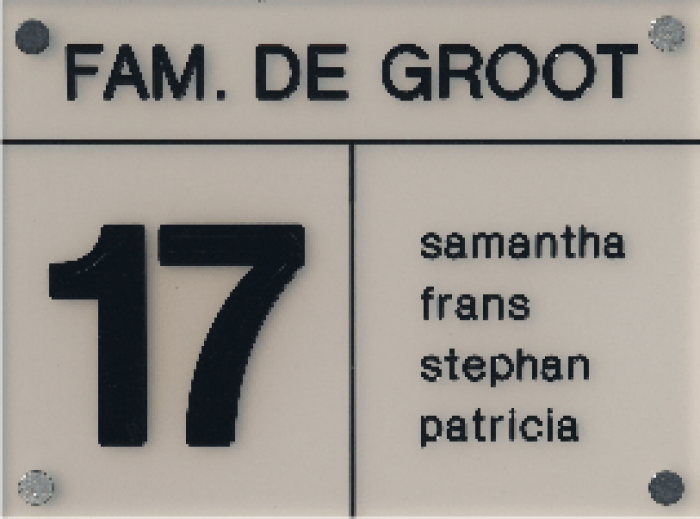 FAM. DE GROOT
17
samantha
frans
stephan
patricia